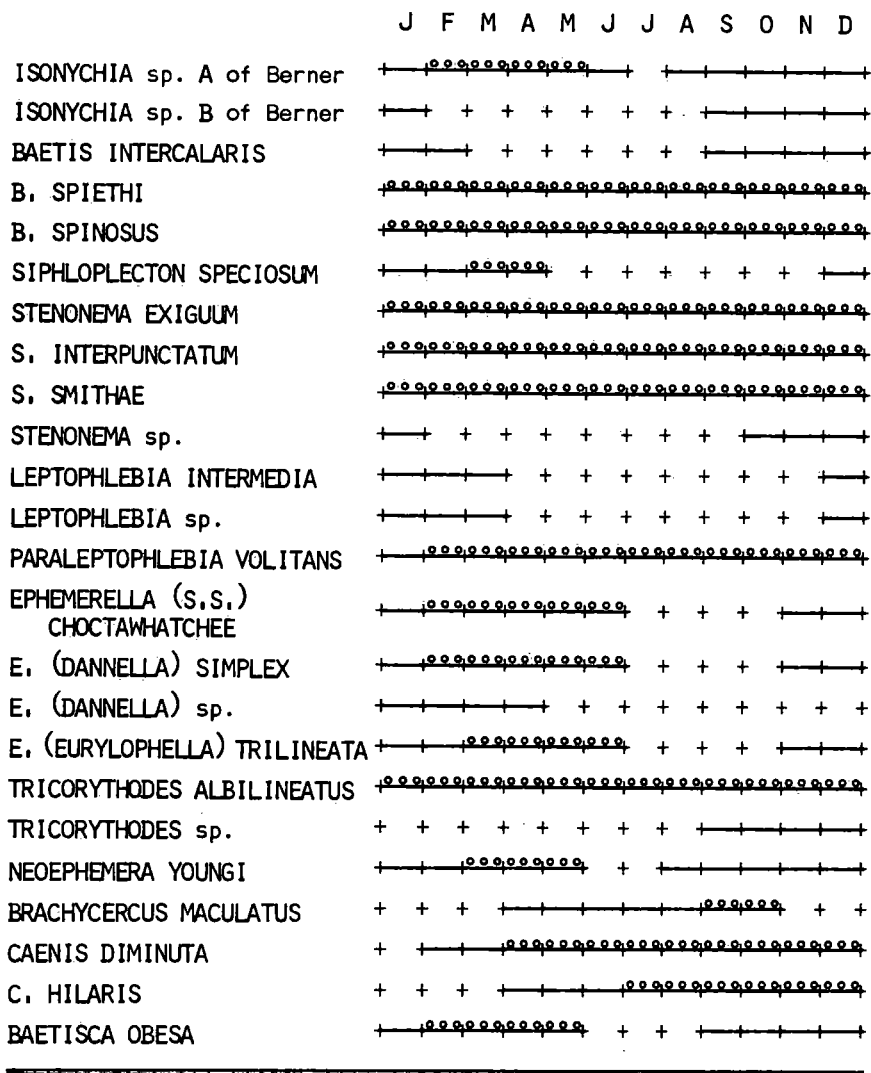 J F M A M J J A S O N D
ISONYCHIA sp. A of Berner
ISONYCHIA sp. B of Berner
BAETIS INTERCALARIS
B. SPIETHI
B. SPINOSUS
SIPHLOPLECTON SPECIOSUM
STENONEMA EXIGUUM
S. INTERPUNCTATUM
S. SMITHAE
STENONEMA sp.
LEPTOPHLEBIA INTERMEDIA
LEPTOPHLEBIA sp.
PARALEPTOPHLEBIA VOLITANS
EPHEMERELLA (S.S.)
CHOCTAWHATCHEE
E. (DANNELLA) SIMPLEX
E. (DANNELLA) sp.
E. (EURYLOPHELLA) TRILINEATA
TRICORYTHODES ALBILINEATUS
TRICORYTHODES sp.
NEOEPHEMERA YOUNGI
BRACHYCERCUS MACULATUS
CAENIS DIMINUTA
C. HILARIS
BAETISCA OBESA